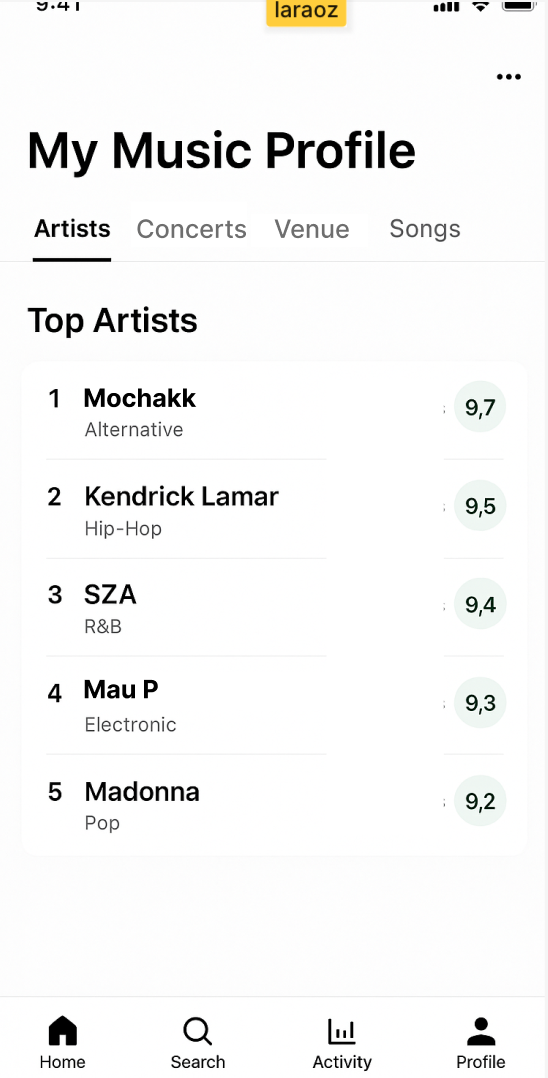 9:41
laraoz
My Music Profile
Artists Concerts Venue Songs
Top Artists
1 Mochakk 9,7
Alternative
2 Kendrick Lamar 9,5
Hip-Hop
3 SZA 9,4
R&B
4 Mau P 9,3
Electronic
5 Madonna 9,2
Pop
Home Search Activity Profile